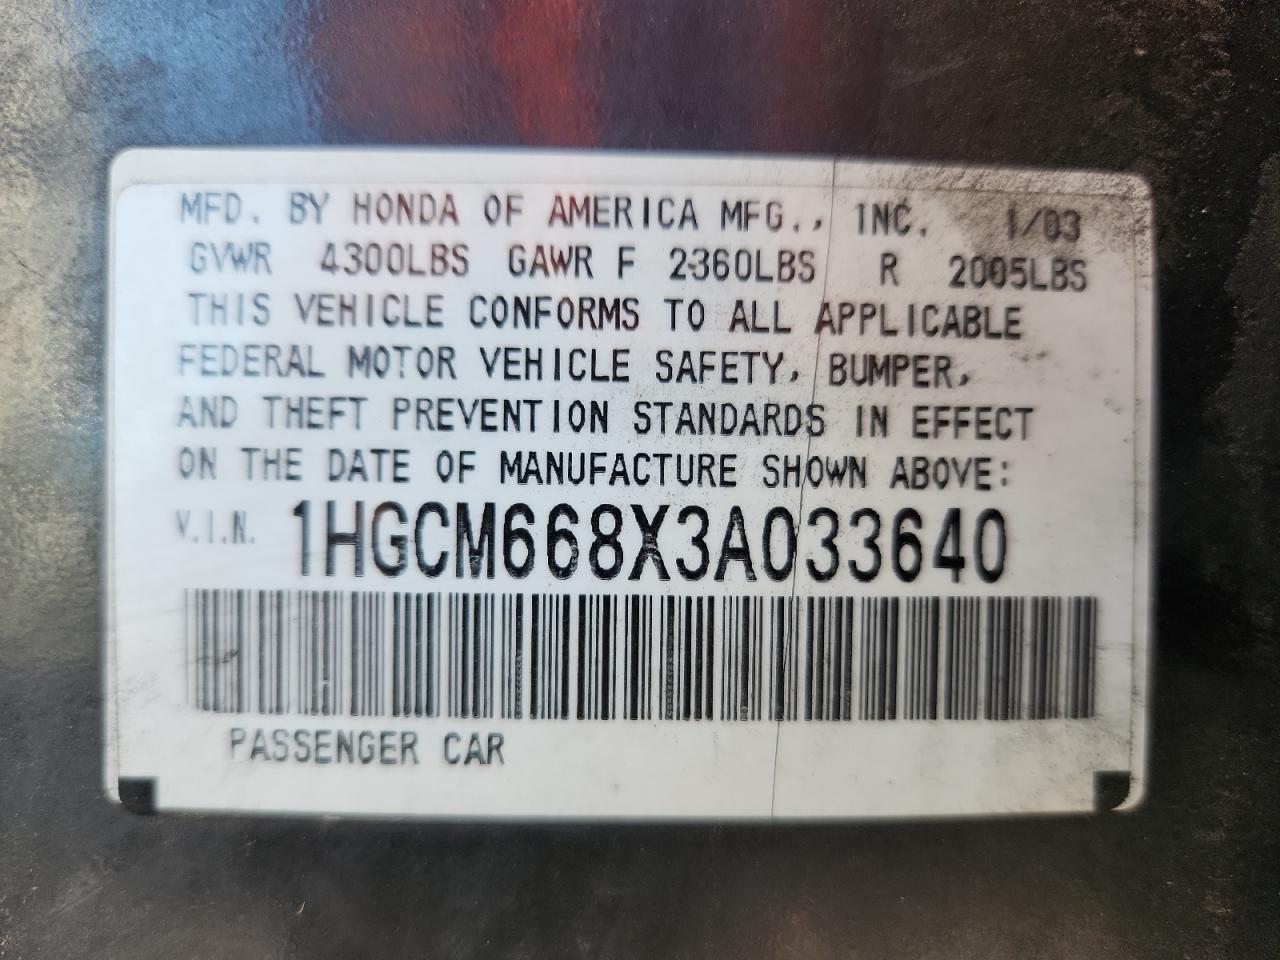 MFD. BY HONDA OF AMERICA MFG., INC. 1/03
GVWR 4300LBS GAWR F 2360LBS R 2005LBS
THIS VEHICLE CONFORMS TO ALL APPLICABLE
FEDERAL MOTOR VEHICLE SAFETY, BUMPER,
AND THEFT PREVENTION STANDARDS IN EFFECT
ON THE DATE OF MANUFACTURE SHOWN ABOVE:
V.I.N. 1HGCM668X3A033640
PASSENGER CAR